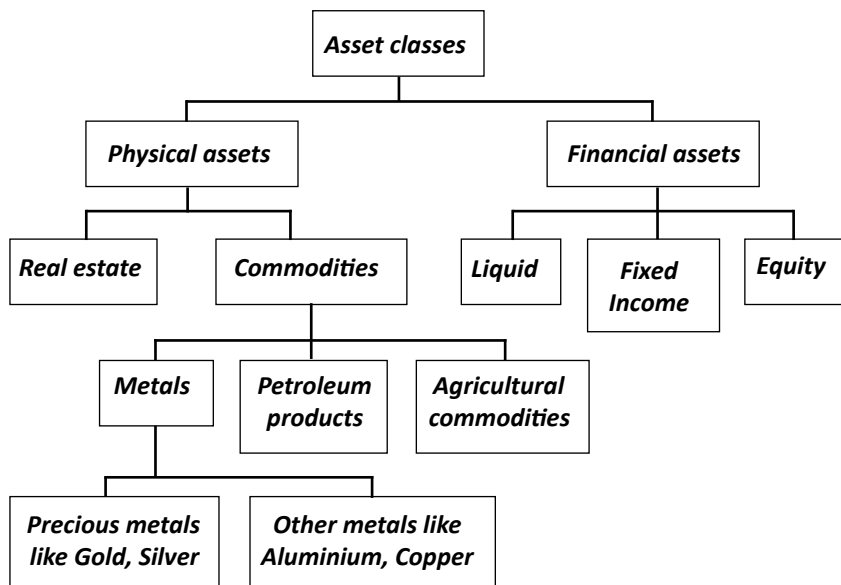 Asset classes
Physical assets
Financial assets
Real estate
Commodities
Liquid
Fixed
Income
Equity
Metals
Petroleum
products
Agricultural
commodities
Precious metals
like Gold, Silver
Other metals like
Aluminium, Copper